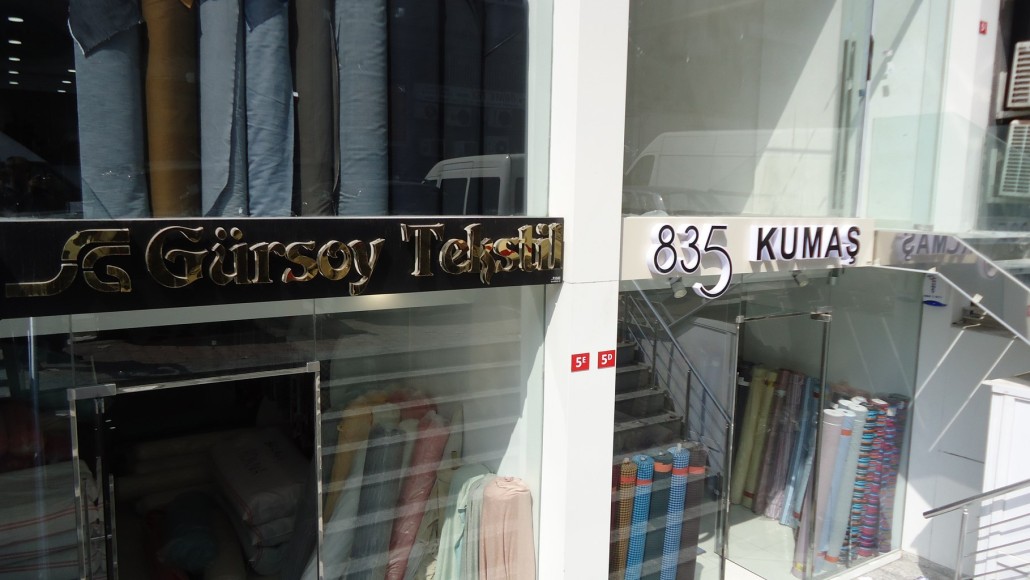 Gürsoy Tekstil
835 KUMAŞ
5E
5D